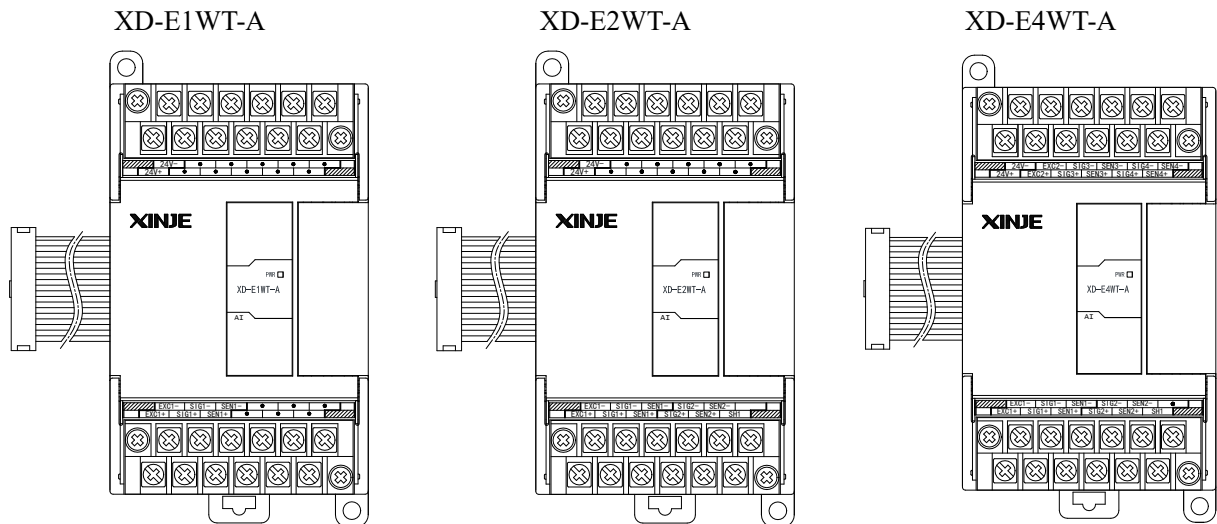 XD-E1WT-A XD-E2WT-A XD-E4WT-A
24V-
24V+
XINJE
PWR
XD-E1WT-A
AI
EXC1- SIG1- SEN1-
EXC1+ SIG1+ SEN1+
24V-
24V+
XINJE
PWR
XD-E2WT-A
AI
EXC1- SIG1- SEN1- SIG2- SEN2-
EXC1+ SIG1+ SEN1+ SIG2+ SEN2+ SH1
24V- EXC2- SIG3- SEN3- SIG4- SEN4-
24V+ EXC2+ SIG3+ SEN3+ SIG4+ SEN4+
XINJE
PWR
XD-E4WT-A
AI
EXC1- SIG1- SEN1- SIG2- SEN2-
EXC1+ SIG1+ SEN1+ SIG2+ SEN2+ SH1